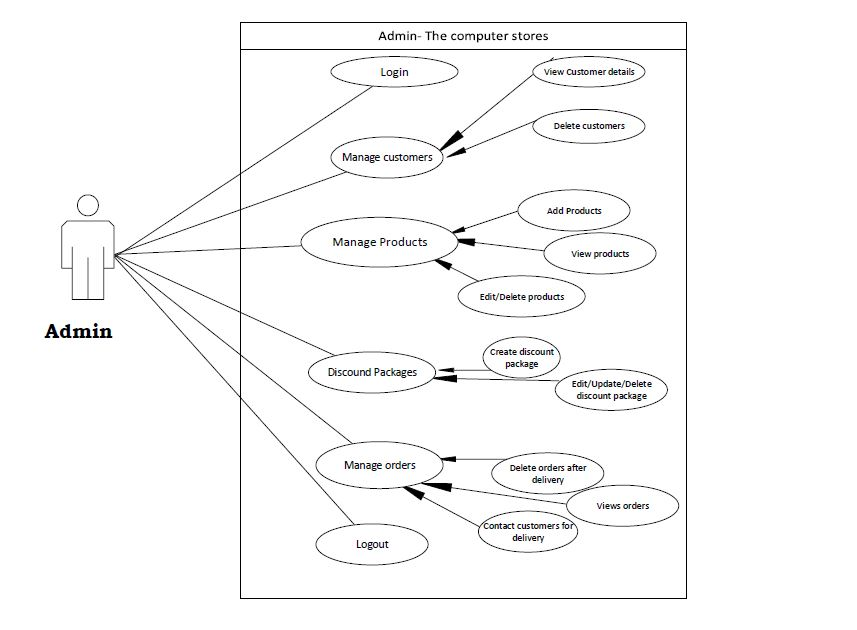 Admin- The computer stores
Login
View Customer details
Delete customers
Manage customers
Add Products
Manage Products
View products
Edit/Delete products
Admin
Create discount
package
Discound Packages
Edit/Update/Delete
discount package
Manage orders
Delete orders after
delivery
Views orders
Contact customers for
delivery
Logout